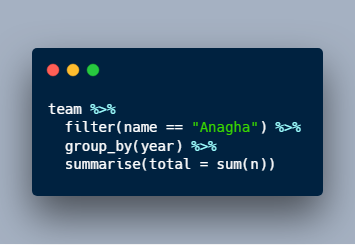 team %>%
  filter(name == "Anagha") %>%
  group_by(year) %>%
  summarise(total = sum(n))